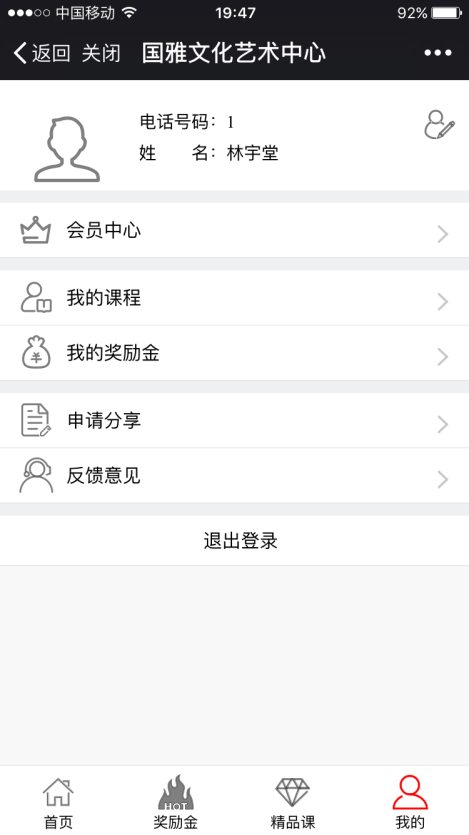 中国移动 19:47 92%
返回 关闭 国雅文化艺术中心
电话号码：1
姓 名：林宇堂
会员中心
我的课程
我的奖励金
申请分享
反馈意见
退出登录
HOT
首页 奖励金 精品课 我的